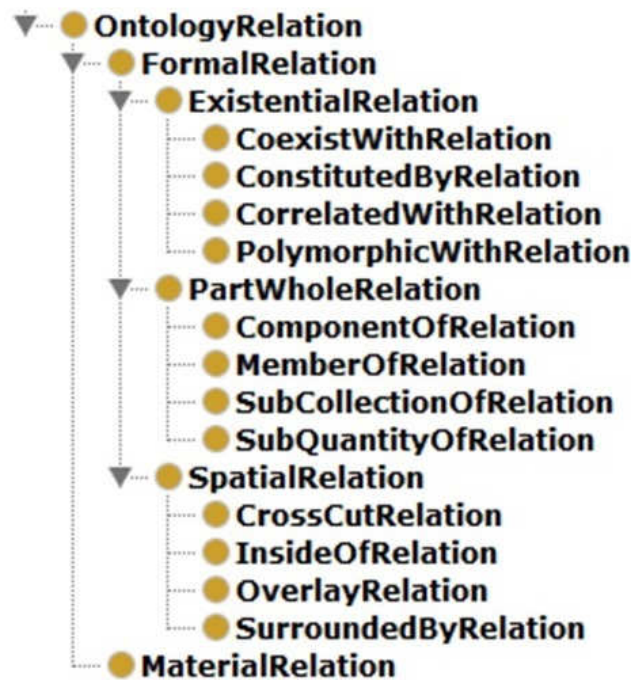 OntologyRelation
FormalRelation
ExistentialRelation
CoexistWithRelation
ConstitutedByRelation
CorrelatedWithRelation
PolymorphicWithRelation
PartWholeRelation
ComponentOfRelation
MemberOfRelation
SubCollectionOfRelation
SubQuantityOfRelation
SpatialRelation
CrossCutRelation
InsideOfRelation
OverlayRelation
SurroundedByRelation
MaterialRelation